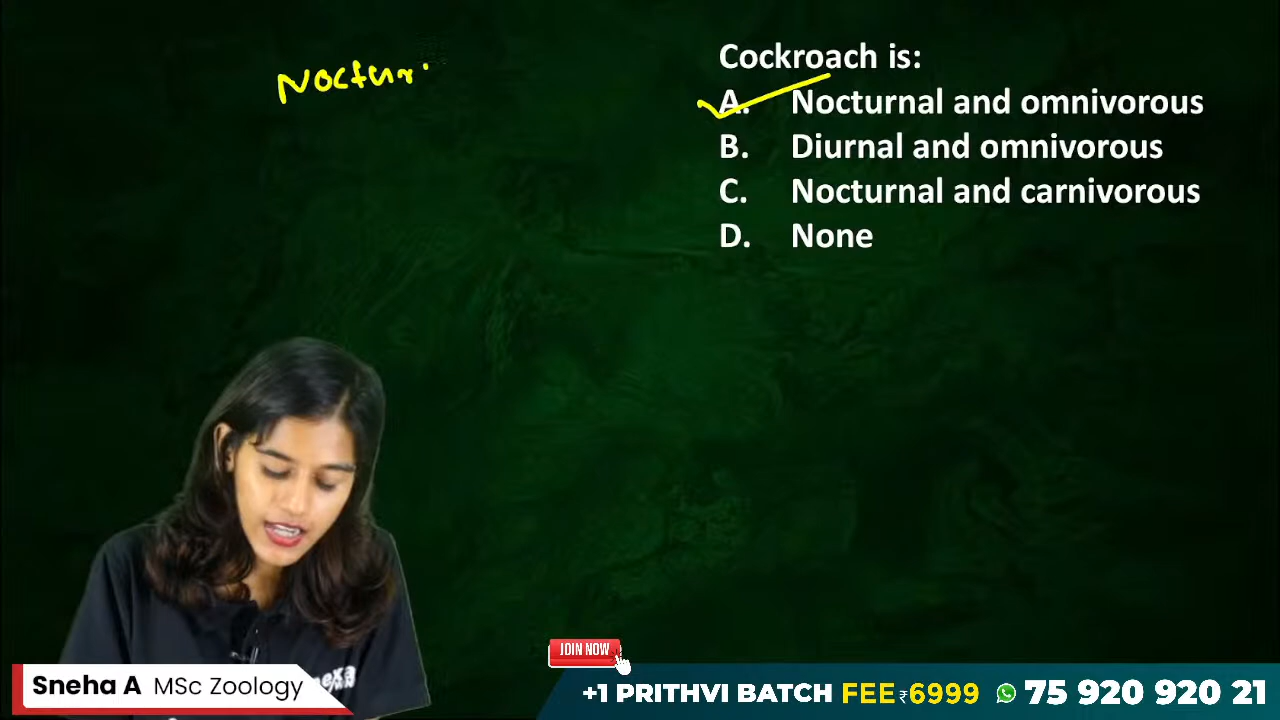 Noctur
Cockroach is:
A. Nocturnal and omnivorous
B. Diurnal and omnivorous
C. Nocturnal and carnivorous
D. None
JOIN NOW
Sneha A MSc Zoology
+1 PRITHVI BATCH FEE ₹6999 75 920 920 21